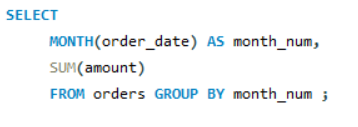 SELECT
MONTH(order_date) AS month_num,
SUM(amount)
FROM orders GROUP BY month_num ;